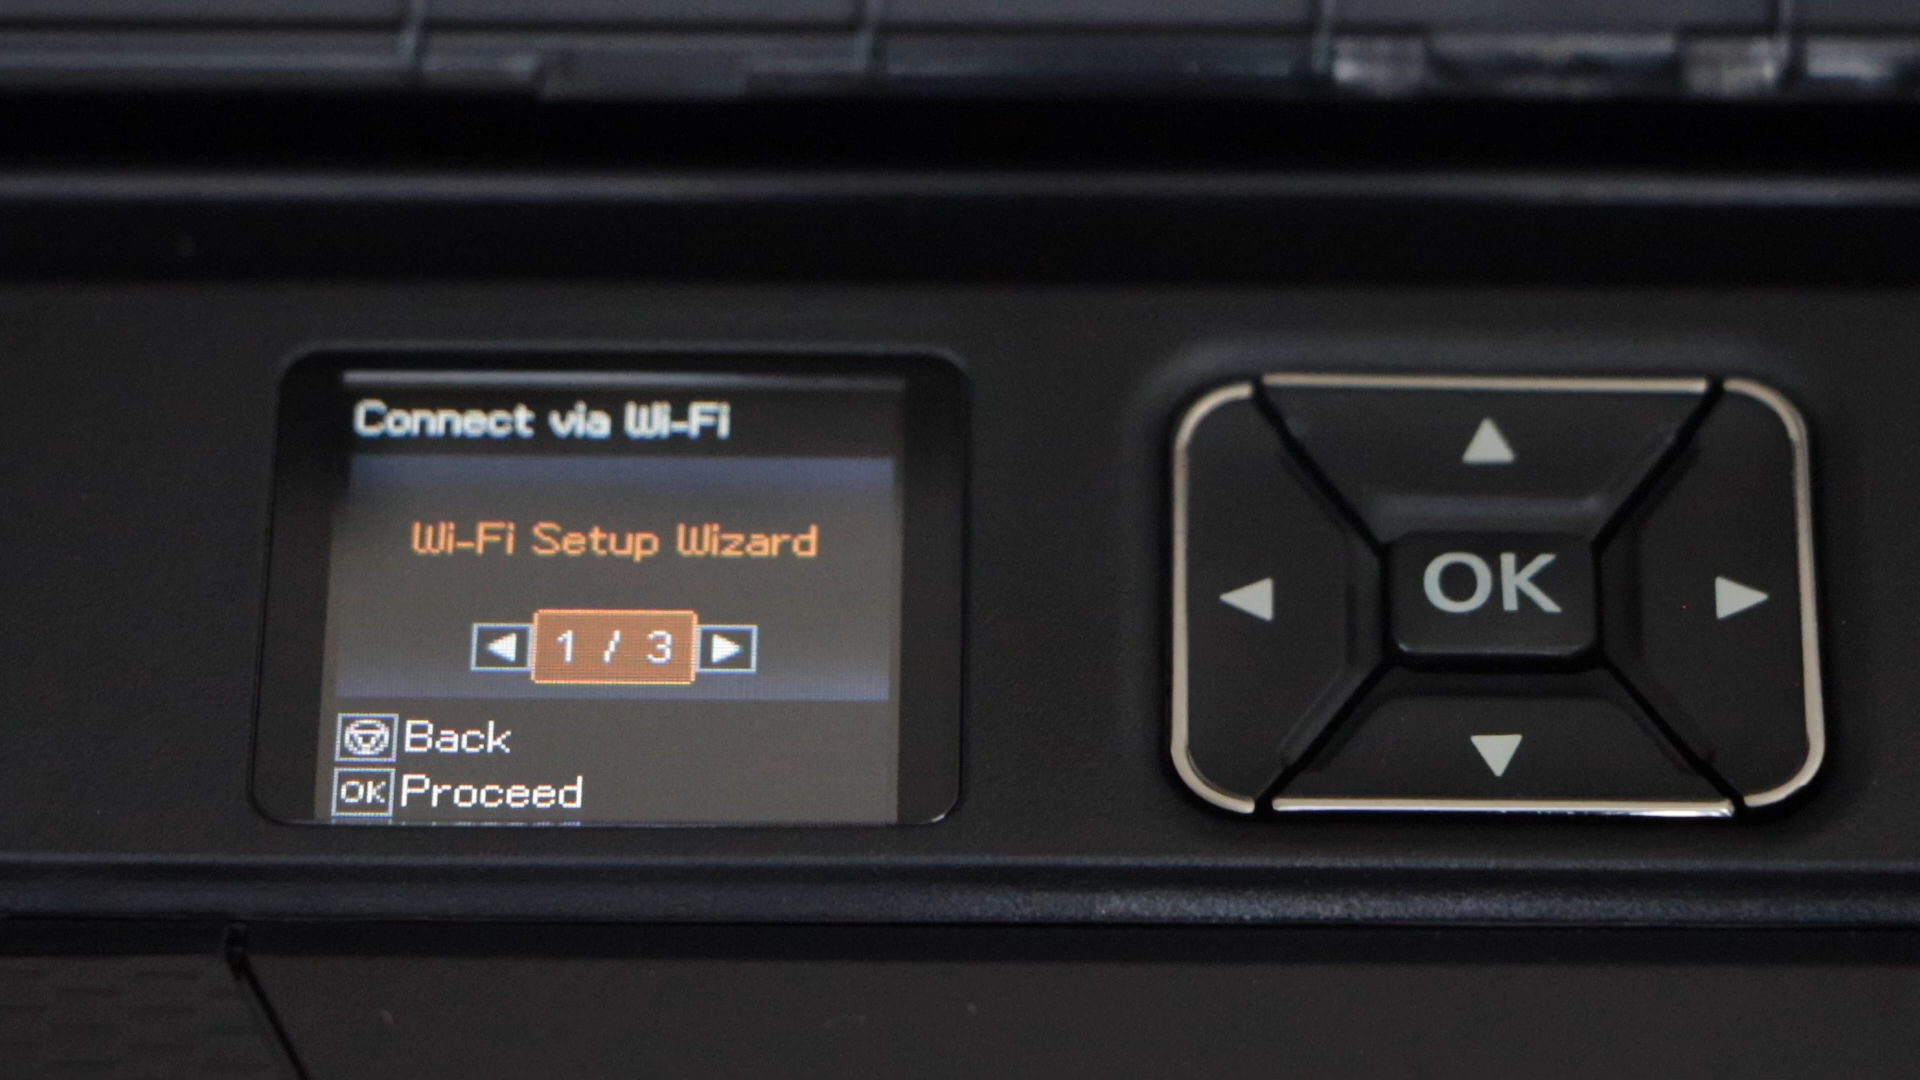 Connect via Wi-Fi
Wi-Fi Setup Wizard
1 / 3
Back
OK Proceed
OK